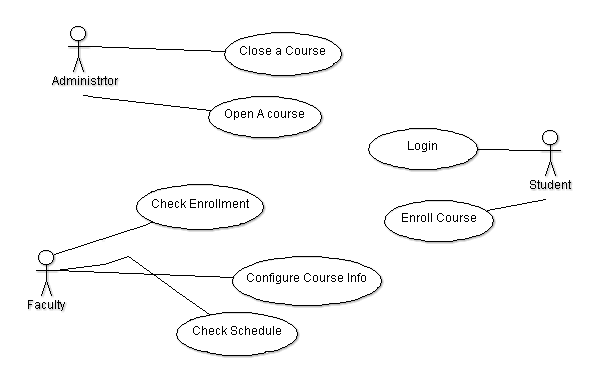 Close a Course
Administrtor
Open A course
Login
Student
Check Enrollment
Enroll Course
Configure Course Info
Faculty
Check Schedule